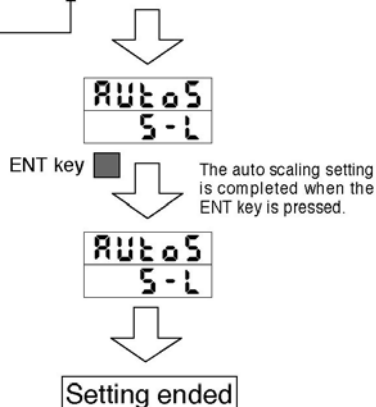 AUtoS
S-L
ENT key
The auto scaling setting
is completed when the
ENT key is pressed.
AUtoS
S-L
Setting ended